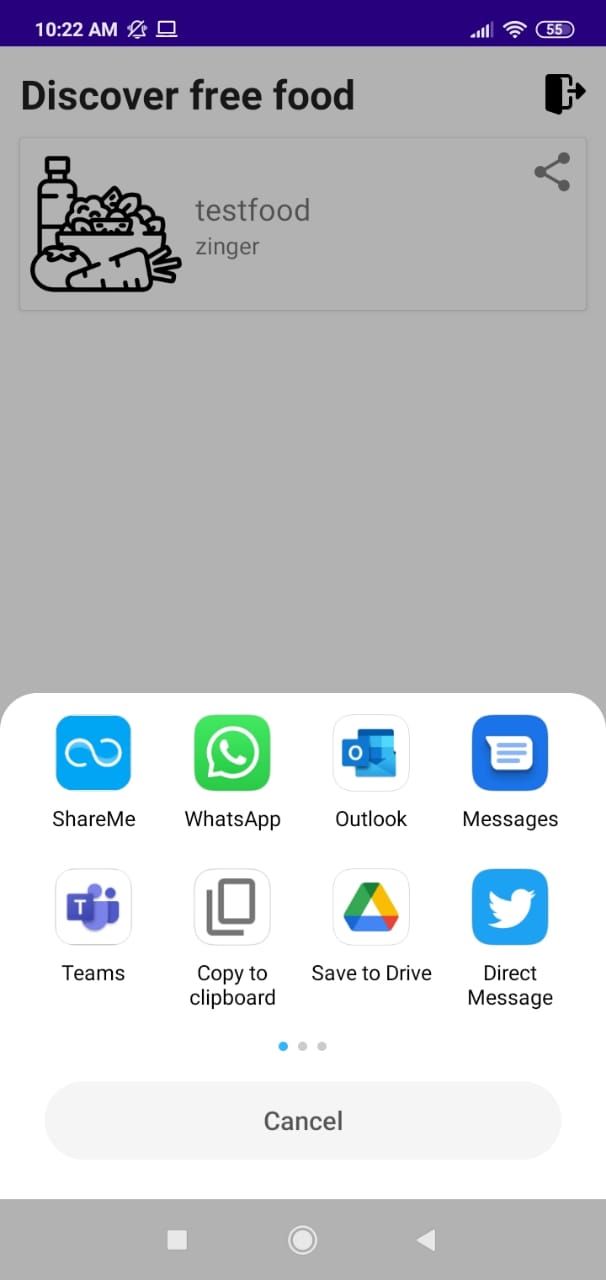 10:22 AM
55
Discover free food
testfood
zinger
ShareMe
WhatsApp
Outlook
Messages
Teams
Copy to
clipboard
Save to Drive
Direct
Message
Cancel